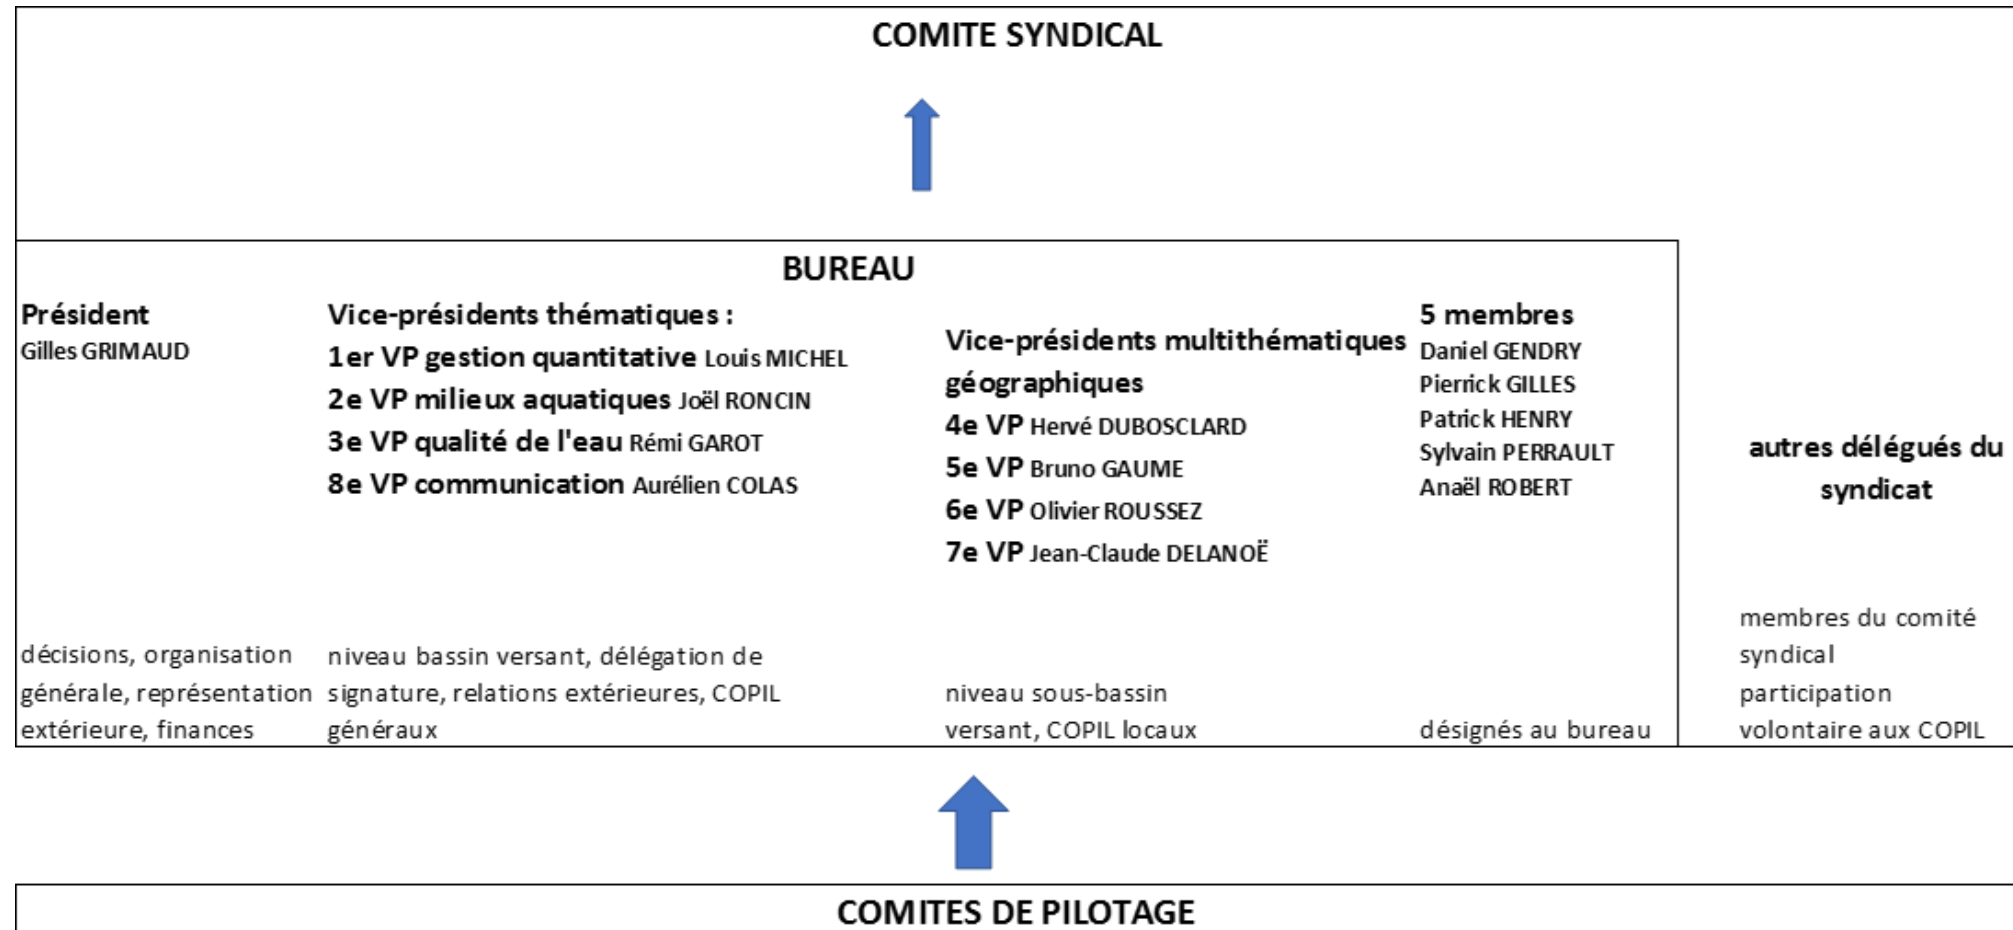 COMITE SYNDICAL
BUREAU
Président
Gilles GRIMAUD
Vice-présidents thématiques :
1er VP gestion quantitative Louis MICHEL
2e VP milieux aquatiques Joël RONCIN
3e VP qualité de l'eau Rémi GAROT
8e VP communication Aurélien COLAS
Vice-présidents multithématiques
géographiques
4e VP Hervé DUBOSCLARD
5e VP Bruno GAUME
6e VP Olivier ROUSSEZ
7e VP Jean-Claude DELANOË
5 membres
Daniel GENDRY
Pierrick GILLES
Patrick HENRY
Sylvain PERRAULT
Anaël ROBERT
autres délégués du
syndicat
décisions, organisation
générale, représentation
extérieure, finances
niveau bassin versant, délégation de
signature, relations extérieures, COPIL
généraux
niveau sous-bassin
versant, COPIL locaux
désignés au bureau
membres du comité
syndical
participation
volontaire aux COPIL
COMITES DE PILOTAGE